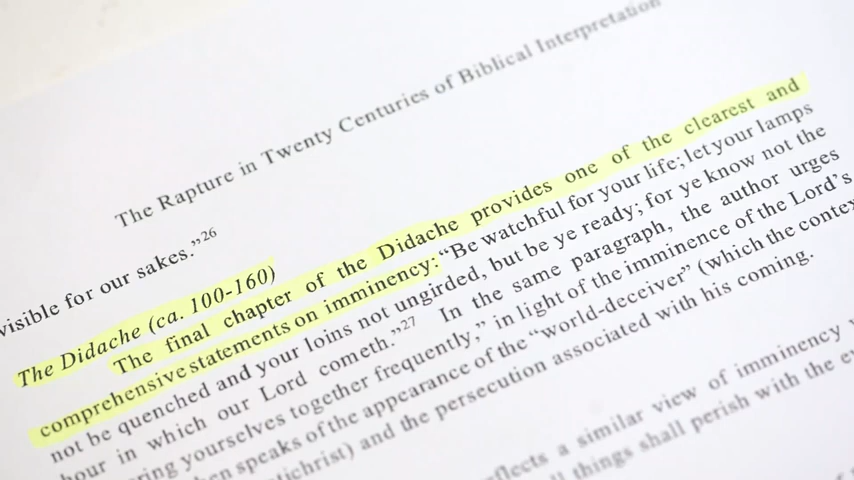 The Rapture in Twenty Centuries of Biblical Interpretation
visible for our sakes.”26
The Didache (ca. 100-160)
The final chapter of the Didache provides one of the clearest and
comprehensive statements on imminency: “Be watchful for your life; let your lamps
not be quenched and your loins not ungirded, but be ye ready; for ye know not the
hour in which our Lord cometh.”27 In the same paragraph, the author urges
yourselves together frequently,” in light of the imminence of the Lord’s
speaks of the appearance of the “world-deceiver” (which the
and the persecution associated with his coming.
a similar view of imminency
things shall perish with the